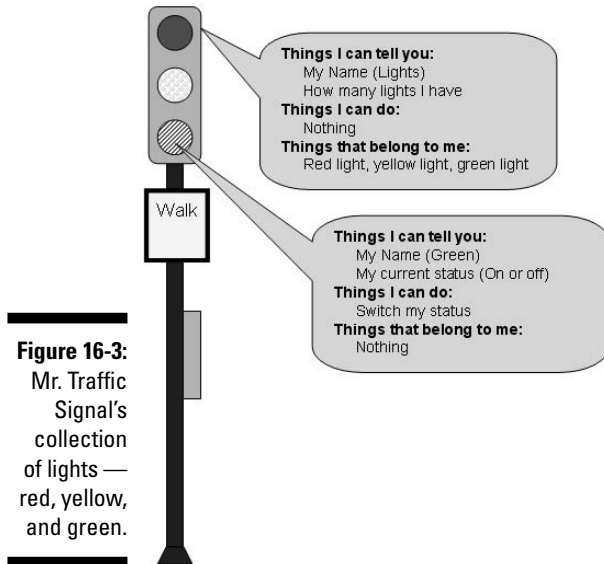 Things I can tell you:
My Name (Lights)
How many lights I have
Things I can do:
Nothing
Things that belong to me:
Red light, yellow light, green light
Walk
Things I can tell you:
My Name (Green)
My current status (On or off)
Things I can do:
Switch my status
Things that belong to me:
Nothing
Figure 16-3:
Mr. Traffic
Signal's
collection
of lights —
red, yellow,
and green.